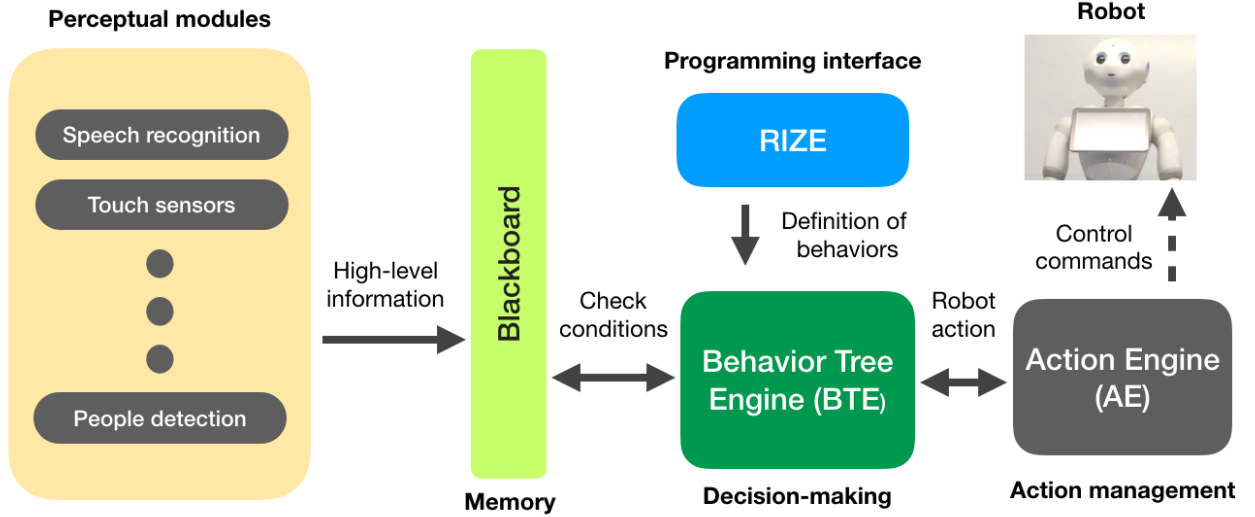 Perceptual modules
Speech recognition
Touch sensors
People detection
High-level
information
Blackboard
Memory
Check
conditions
Programming interface
RIZE
Definition of
behaviors
Behavior Tree
Engine (BTE)
Decision-making
Robot
action
Robot
Control
commands
Action Engine
(AE)
Action management